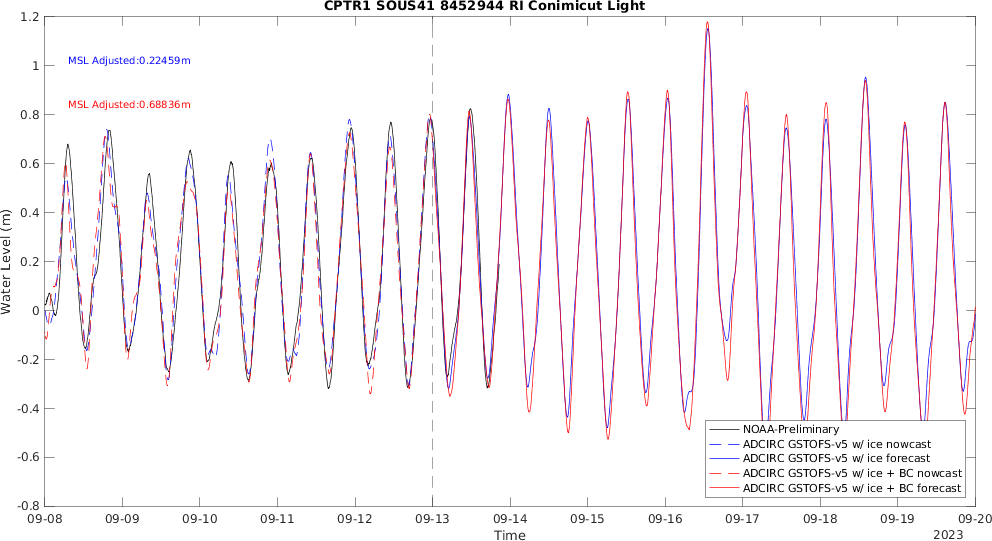 CPTR1 SOUS41 8452944 RI Conimicut Light
1.2
1
0.8
0.6
0.4
0.2
0
-0.2
-0.4
-0.6
-0.8
Water Level (m)
MSL Adjusted:0.22459m
MSL Adjusted:0.68836m
NOAA-Preliminary
ADCIRC GSTOFS-v5 w/ ice nowcast
ADCIRC GSTOFS-v5 w/ ice forecast
ADCIRC GSTOFS-v5 w/ ice + BC nowcast
ADCIRC GSTOFS-v5 w/ ice + BC forecast
09-08 09-09 09-10 09-11 09-12 09-13 09-14 09-15 09-16 09-17 09-18 09-19 09-20
Time
2023